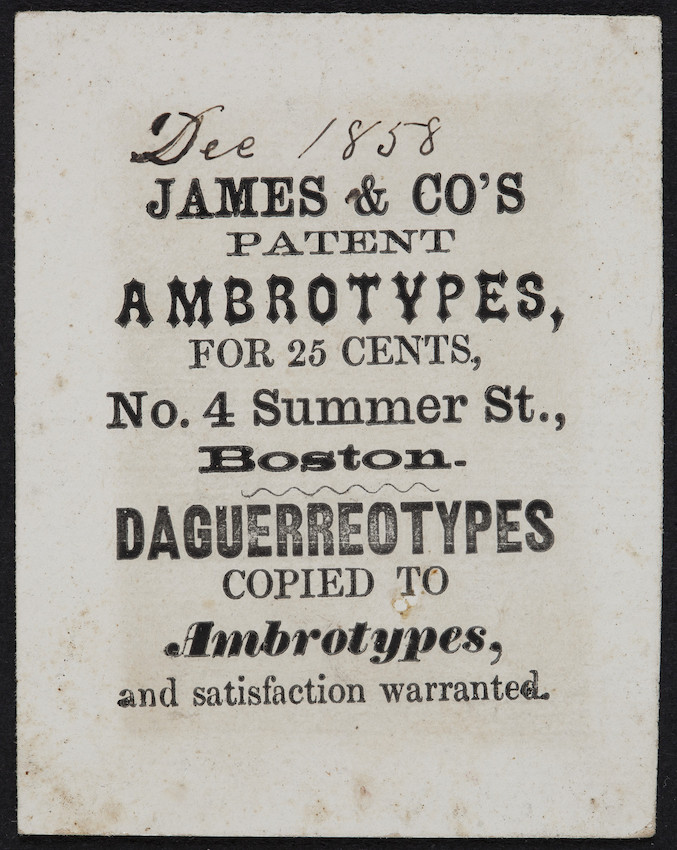 Dec 1858
JAMES & CO'S
PATENT
AMBROTYPES,
FOR 25 CENTS,
No. 4 Summer St.,
Boston.
DAGUERREOTYPES
COPIED TO
Ambrotypes,
and satisfaction warranted.